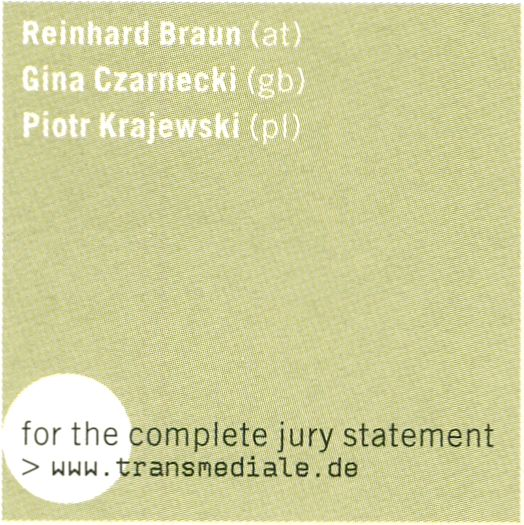 Reinhard Braun (at)
Gina Czarnecki (gb)
Piotr Krajewski (pl)
for the complete jury statement
> www.transmediale.de